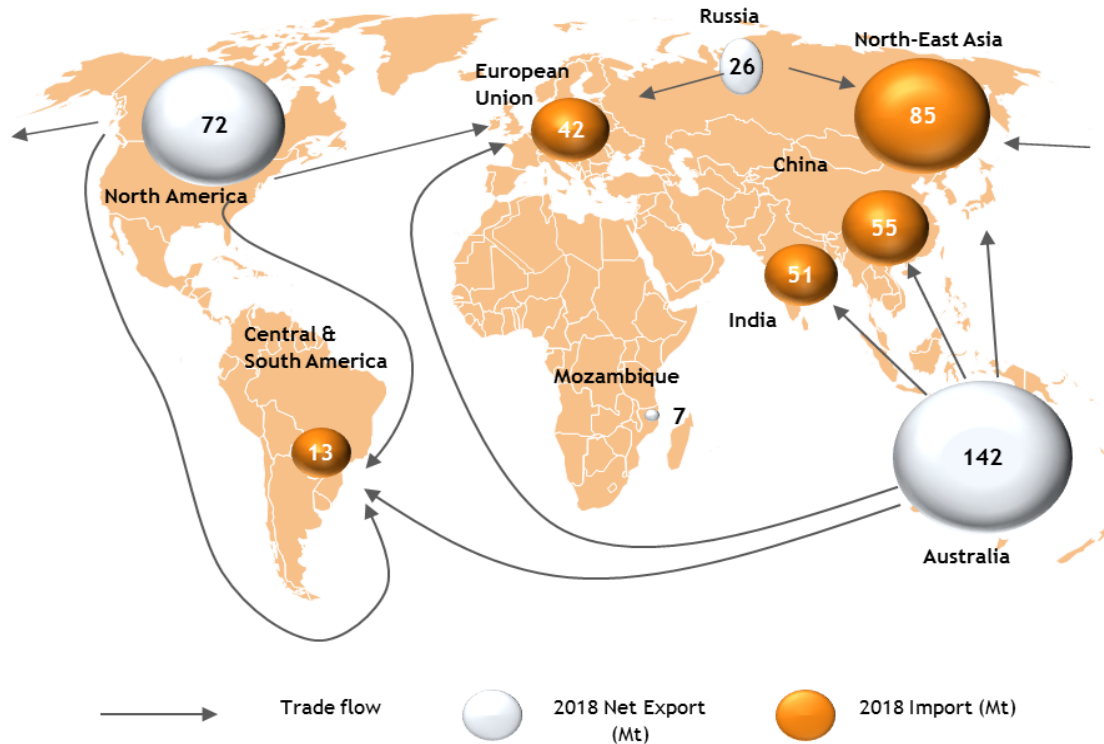 Russia
North-East Asia
26
European
Union
72
85
42
China
North America
55
51
India
Central &
South America
Mozambique
7
13
142
Australia
Trade flow
2018 Net Export
(Mt)
2018 Import (Mt)